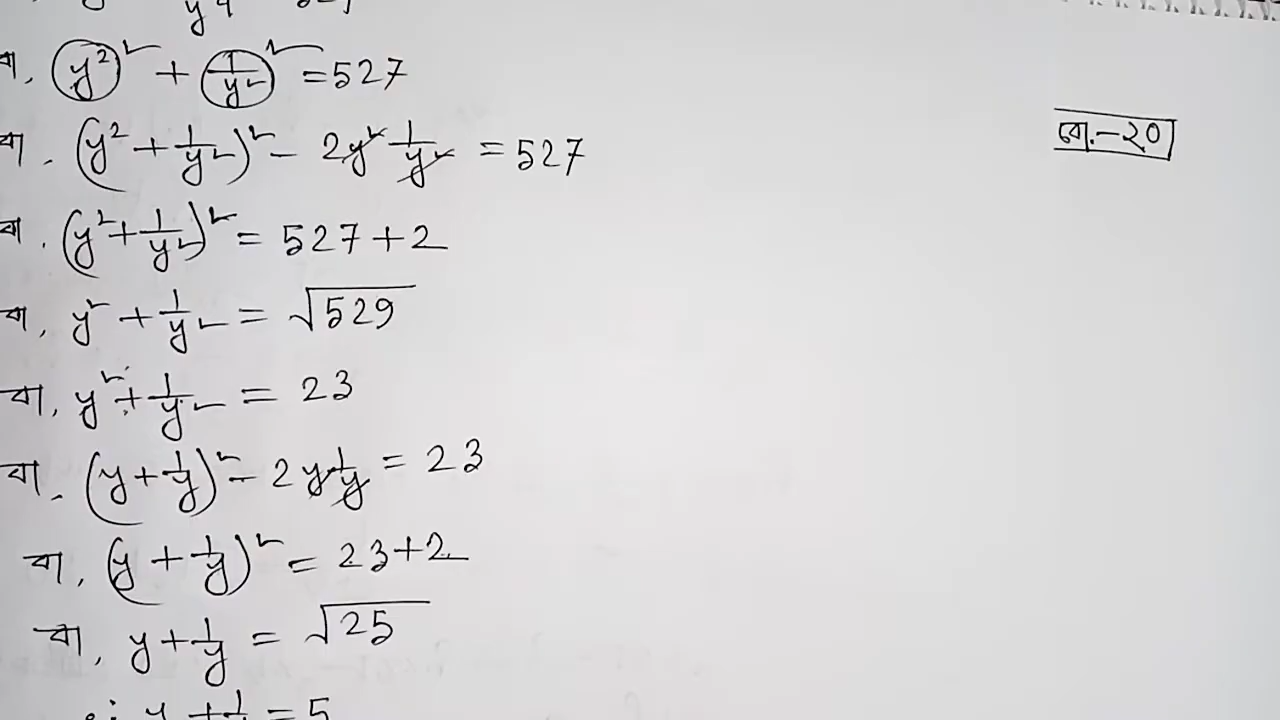 বা, (y²)² + (1/y²)² = 527
বো.-২০
বা, (y² + 1/y²)² - 2y² 1/y² = 527
বা, (y² + 1/y²)² = 527 + 2
বা, y² + 1/y² = √529
বা, y² + 1/y² = 23
বা, (y + 1/y)² - 2y 1/y = 23
বা, (y + 1/y)² = 23 + 2
বা, y + 1/y = √25
∴ y + 1/y = 5